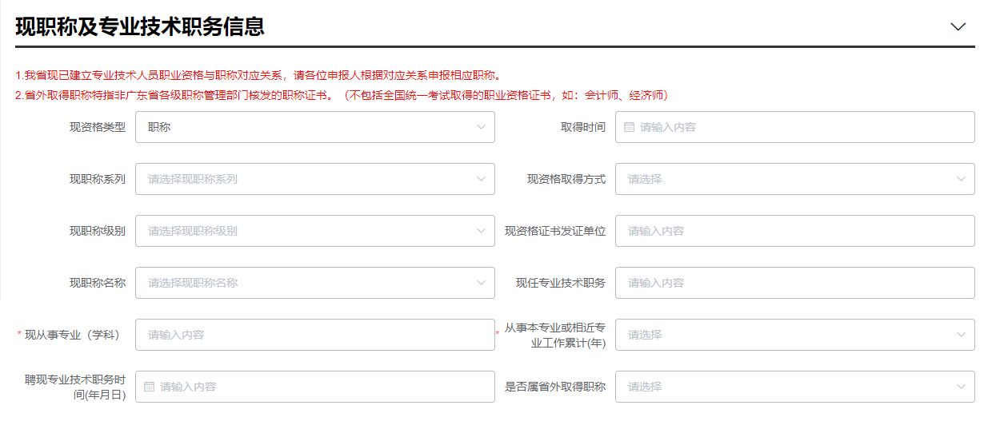 现职称及专业技术职务信息
1.我省现已建立专业技术人员职业资格与职称对应关系，请各位申报人根据对应关系申报相应职称。
2.省外取得职称特指非广东省各级职称管理部门核发的职称证书。（不包括全国统一考试取得的职业资格证书，如：会计师、经济师）
现资格类型 职称 取得时间 请输入内容
现职称系列 请选择现职称系列 现资格取得方式 请选择
现职称级别 请选择现职称级别 现资格证书发证单位 请输入内容
现职称名称 请选择现职称名称 现任专业技术职务 请输入内容
* 现从事专业（学科） 请输入内容
* 从事本专业或相近专
业工作累计(年) 请选择
聘现专业技术职务时
间(年月日) 请输入内容
是否属省外取得职称 请选择